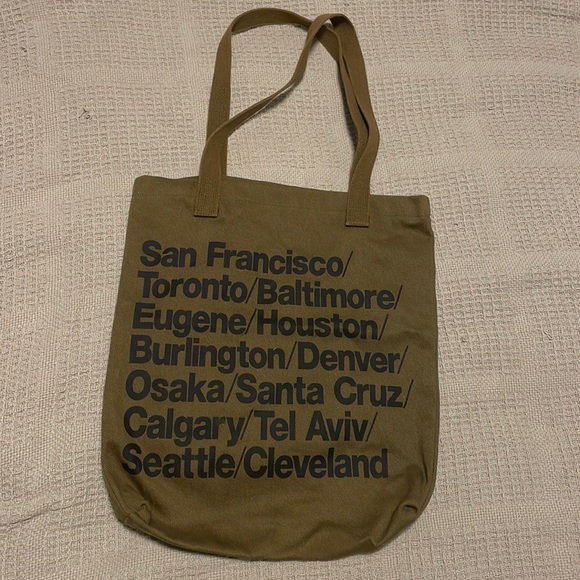 San Francisco/
Toronto/Baltimore/
Eugene/Houston/
Burlington/Denver/
Osaka/Santa Cruz/
Calgary/Tel Aviv/
Seattle/Cleveland